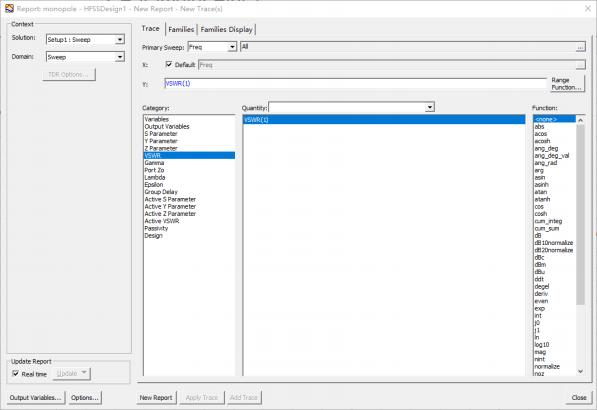 Report: monopole - HFSSDesign1 - New Report - New Trace(s)
Context
Solution: Setup1 : Sweep
Domain: Sweep
TDR Options...
Update Report
Real time Update
Output Variables... Options...
Trace Families Families Display
Primary Sweep: Freq All ...
X: Default Freq ...
Y: VSWR(1) Range Function...
Category:
Variables
Output Variables
S Parameter
Y Parameter
Z Parameter
VSWR
Gamma
Port Zo
Lambda
Epsilon
Group Delay
Active S Parameter
Active Y Parameter
Active Z Parameter
Active VSWR
Passivity
Design
Quantity:
VSWR(1)
Function:
<none>
abs
acos
acosh
ang_deg
ang_deg_val
ang_rad
arg
asin
asinh
atan
atanh
cos
cosh
cum_integ
cum_sum
dB
dB10normalize
dB20normalize
dBc
dBm
dBu
ddt
degel
deriv
even
exp
int
j0
j1
ln
log10
mag
nint
normalize
noz
New Report Apply Trace Add Trace Close